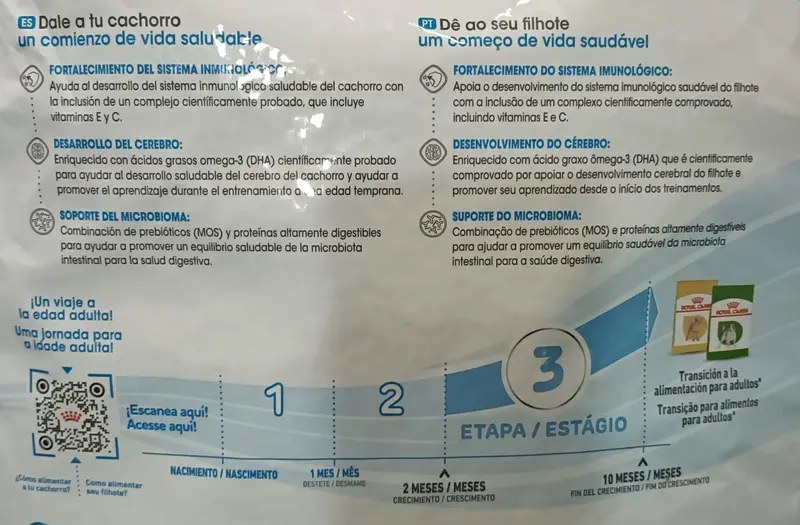 ES Dale a tu cachorro
un comienzo de vida saludable
FORTALECIMIENTO DEL SISTEMA INMUNOLÓGICO:
Ayuda al desarrollo del sistema inmunológico saludable del cachorro con
la inclusión de un complejo científicamente probado, que incluye
vitaminas E y C.
DESARROLLO DEL CEREBRO:
Enriquecido con ácidos grasos omega-3 (DHA) científicamente probado
para ayudar al desarrollo saludable del cerebro del cachorro y ayudar a
promover el aprendizaje durante el entrenamiento a la edad temprana.
SOPORTE DEL MICROBIOMA:
Combinación de prebióticos (MOS) y proteínas altamente digestibles
para ayudar a promover un equilibrio saludable de la microbiota
intestinal para la salud digestiva.
PT Dê ao seu filhote
um começo de vida saudável
FORTALECIMENTO DO SISTEMA IMUNOLÓGICO:
Apoia o desenvolvimento do sistema imunológico saudável do filhote
com a inclusão de um complexo cientificamente comprovado,
incluindo vitaminas E e C.
DESENVOLVIMENTO DO CÉREBRO:
Enriquecido com ácido graxo ômega-3 (DHA) que é cientificamente
comprovado por apoiar o desenvolvimento cerebral do filhote e
promover seu aprendizado desde o início dos treinamentos.
SUPORTE DO MICROBIOMA:
Combinação de prebióticos (MOS) e proteínas altamente digestíveis
para ajudar a promover um equilíbrio saudável da microbiota
intestinal para a saúde digestiva.
¡Un viaje a
la edad adulta!
Uma jornada para
a idade adulta!
¡Escanea aquí!
Acesse aqui!
¿Cómo alimentar
a tu cachorro?
Como alimentar
seu filhote?
1
2
3
ETAPA / ESTÁGIO
NACIMIENTO / NASCIMENTO
1 MES / MÊS
DESTETE / DESMAME
2 MESES / MESES
CRECIMIENTO / CRESCIMENTO
10 MESES / MESES
FIN DEL CRECIMIENTO / FIM DO CRESCIMENTO
ROYAL CANIN
ROYAL CANIN
Transición a la
alimentación para adultos*
Transição para alimentos
para adultos*